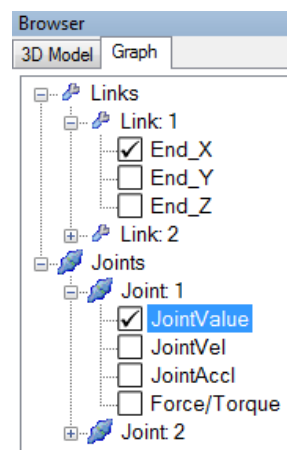 Browser
3D Model Graph
Links
Link: 1
End_X
End_Y
End_Z
Link: 2
Joints
Joint: 1
JointValue
JointVel
JointAccl
Force/Torque
Joint: 2